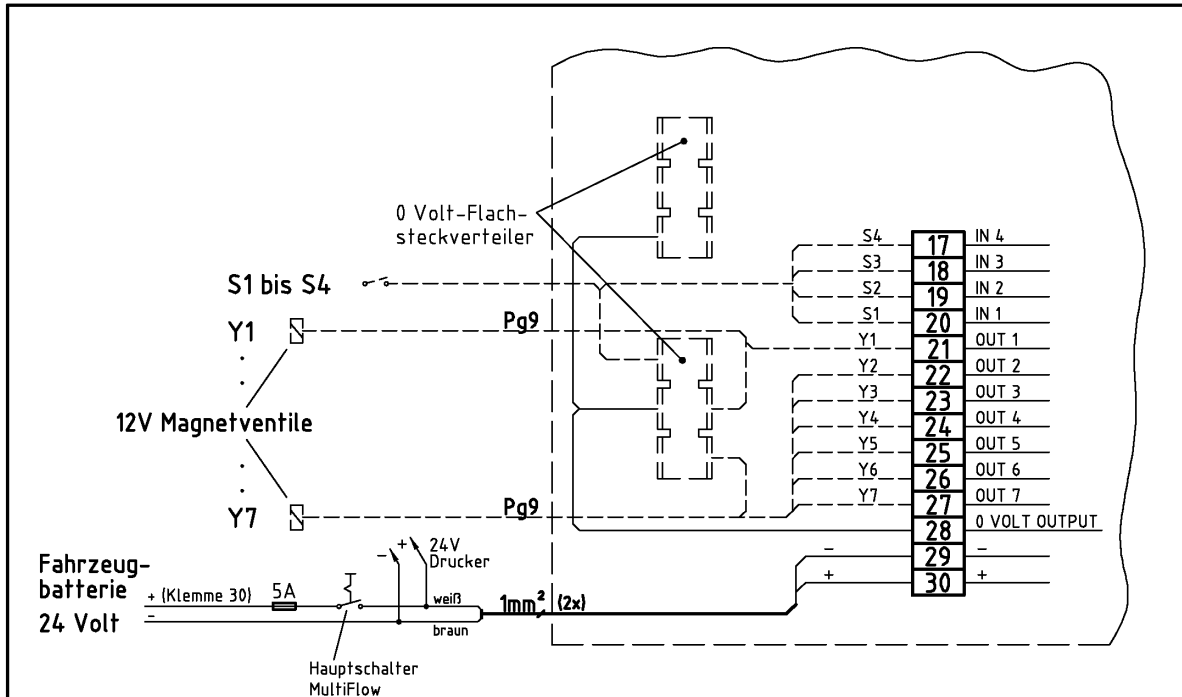 0 Volt-Flach-
steckverteiler
S1 bis S4
Y1
12V Magnetventile
Y7
Pg9
Pg9
S4 17 IN 4
S3 18 IN 3
S2 19 IN 2
S1 20 IN 1
Y1 21 OUT 1
Y2 22 OUT 2
Y3 23 OUT 3
Y4 24 OUT 4
Y5 25 OUT 5
Y6 26 OUT 6
Y7 27 OUT 7
28 0 VOLT OUTPUT
- 29 -
+ 30 +
Fahrzeug-
batterie
24 Volt
+ (Klemme 30)
-
5A
- + 24V
Drucker
weiß
braun
1mm² (2x)
Hauptschalter
MultiFlow